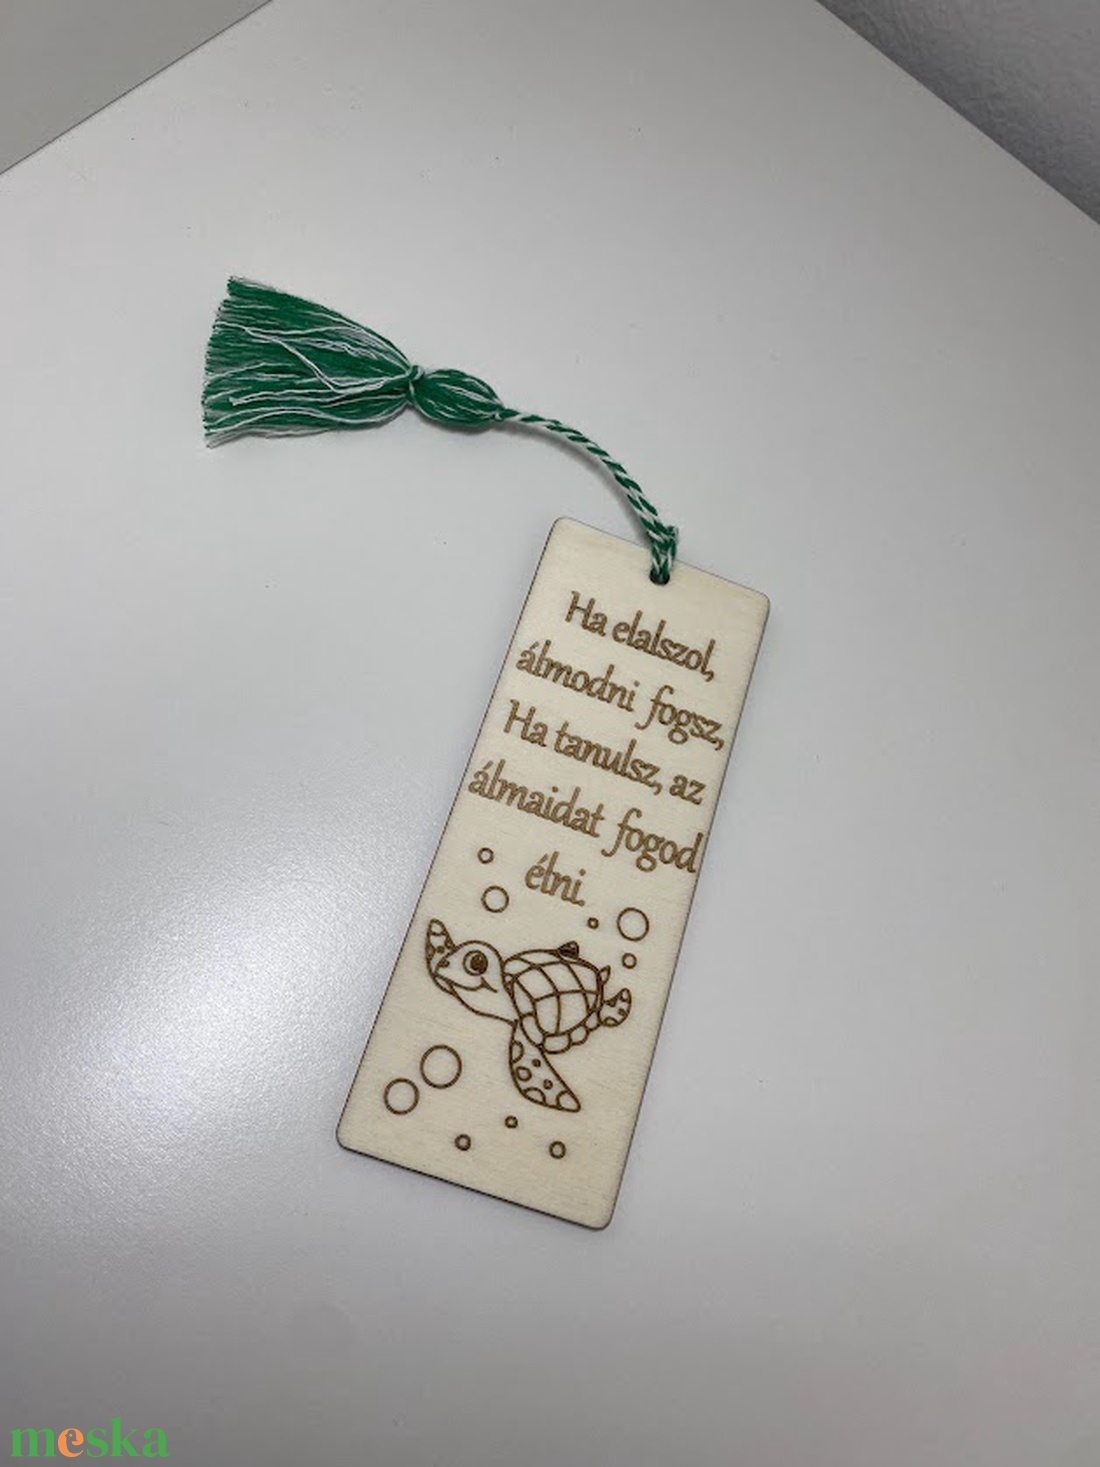 Ha elalszol,
álmodni fogsz,
Ha tanulsz, az
álmaidat fogod
élni.
meska